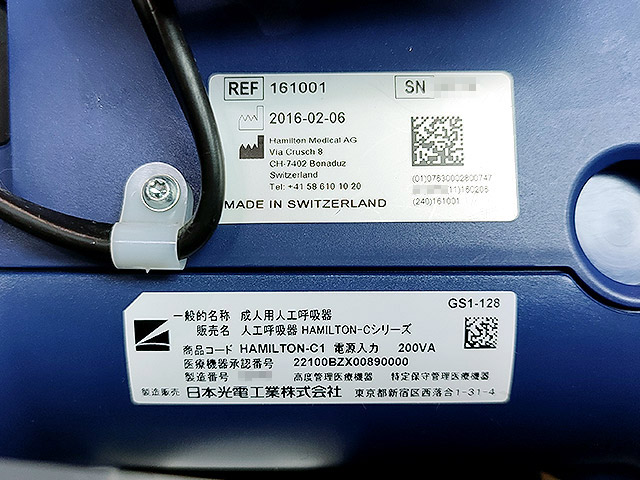 REF 161001 SN
2016-02-06
Hamilton Medical AG
Via Crusch 8
CH-7402 Bonaduz
Switzerland
Tel: +41 58 610 10 20
MADE IN SWITZERLAND
(01)07630002800747
11)160206
(240)161001
GS1-128
一般的名称 成人用人工呼吸器
販売名 人工呼吸器 HAMILTON-Cシリーズ
商品コード HAMILTON-C1 電源入力 200VA
医療機器承認番号 22100BZX00890000
製造番号 高度管理医療機器 特定保守管理医療機器
製造販売 日本光電工業株式会社 東京都新宿区西落合1-31-4